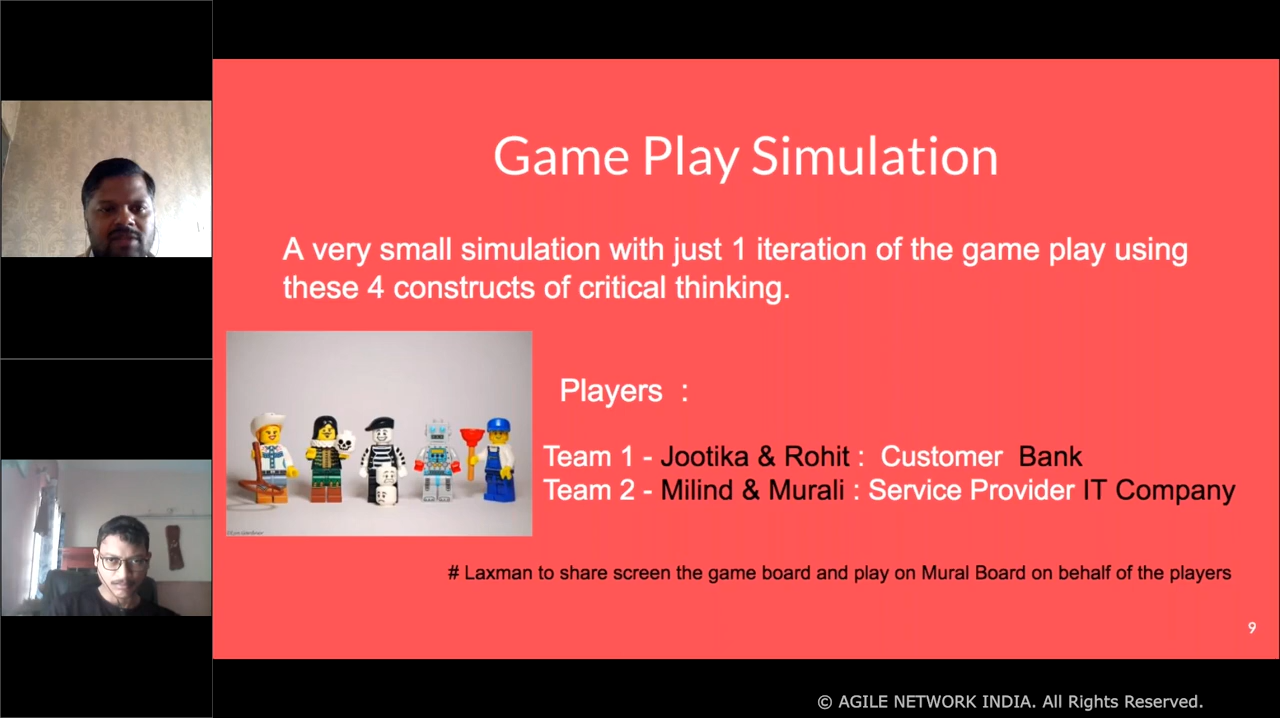 Game Play Simulation
A very small simulation with just 1 iteration of the game play using
these 4 constructs of critical thinking.
Players :
Team 1 - Jootika & Rohit : Customer Bank
Team 2 - Milind & Murali : Service Provider IT Company
# Laxman to share screen the game board and play on Mural Board on behalf of the players
9
© AGILE NETWORK INDIA. All Rights Reserved.